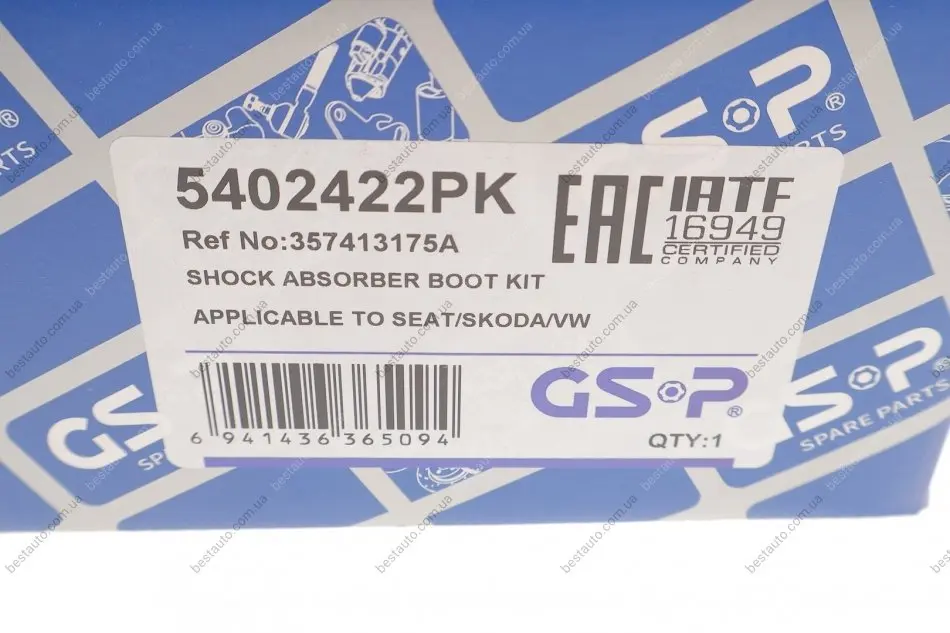 GSP®
SPARE PARTS
5402422PK
EAC
IATF
16949
CERTIFIED
COMPANY
Ref No:357413175A
SHOCK ABSORBER BOOT KIT
APPLICABLE TO SEAT/SKODA/VW
6 941436 365094
GSP®
QTY:1
bestauto.com.ua